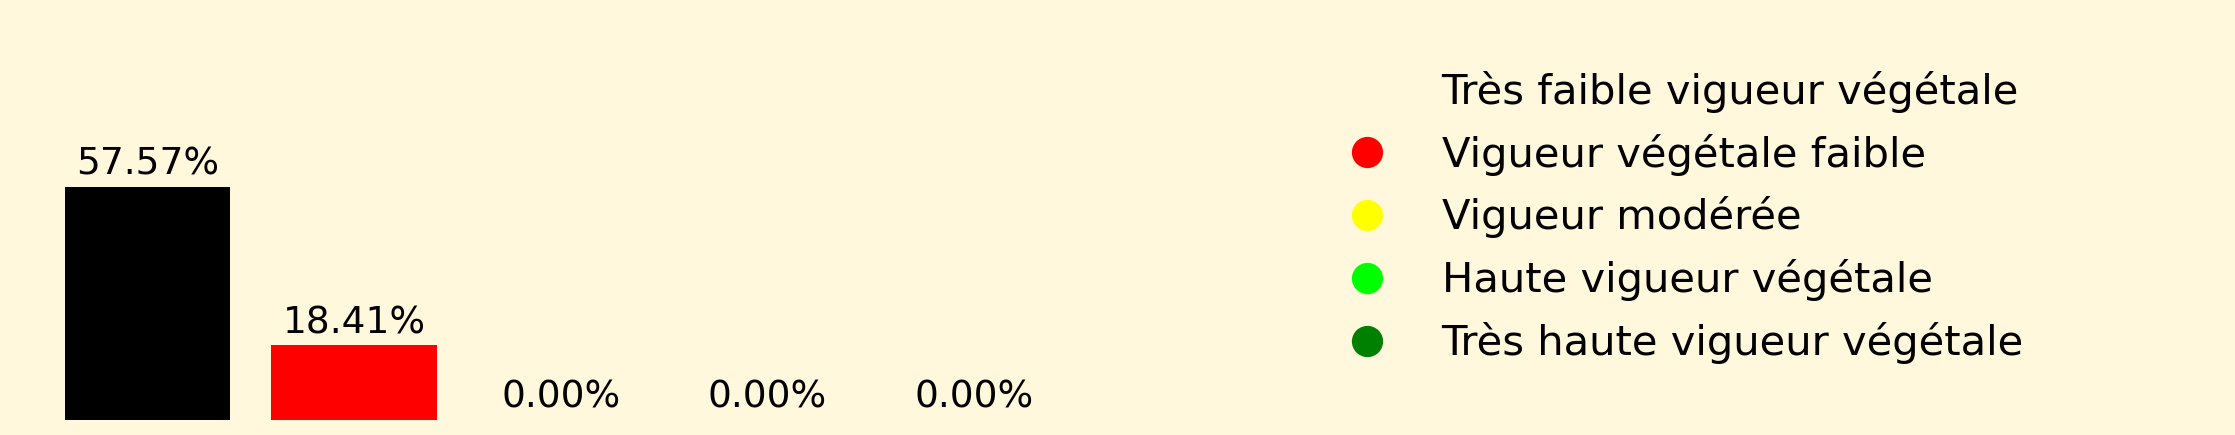 57.57%
18.41%
0.00%
0.00%
0.00%
Très faible vigueur végétale
Vigueur végétale faible
Vigueur modérée
Haute vigueur végétale
Très haute vigueur végétale